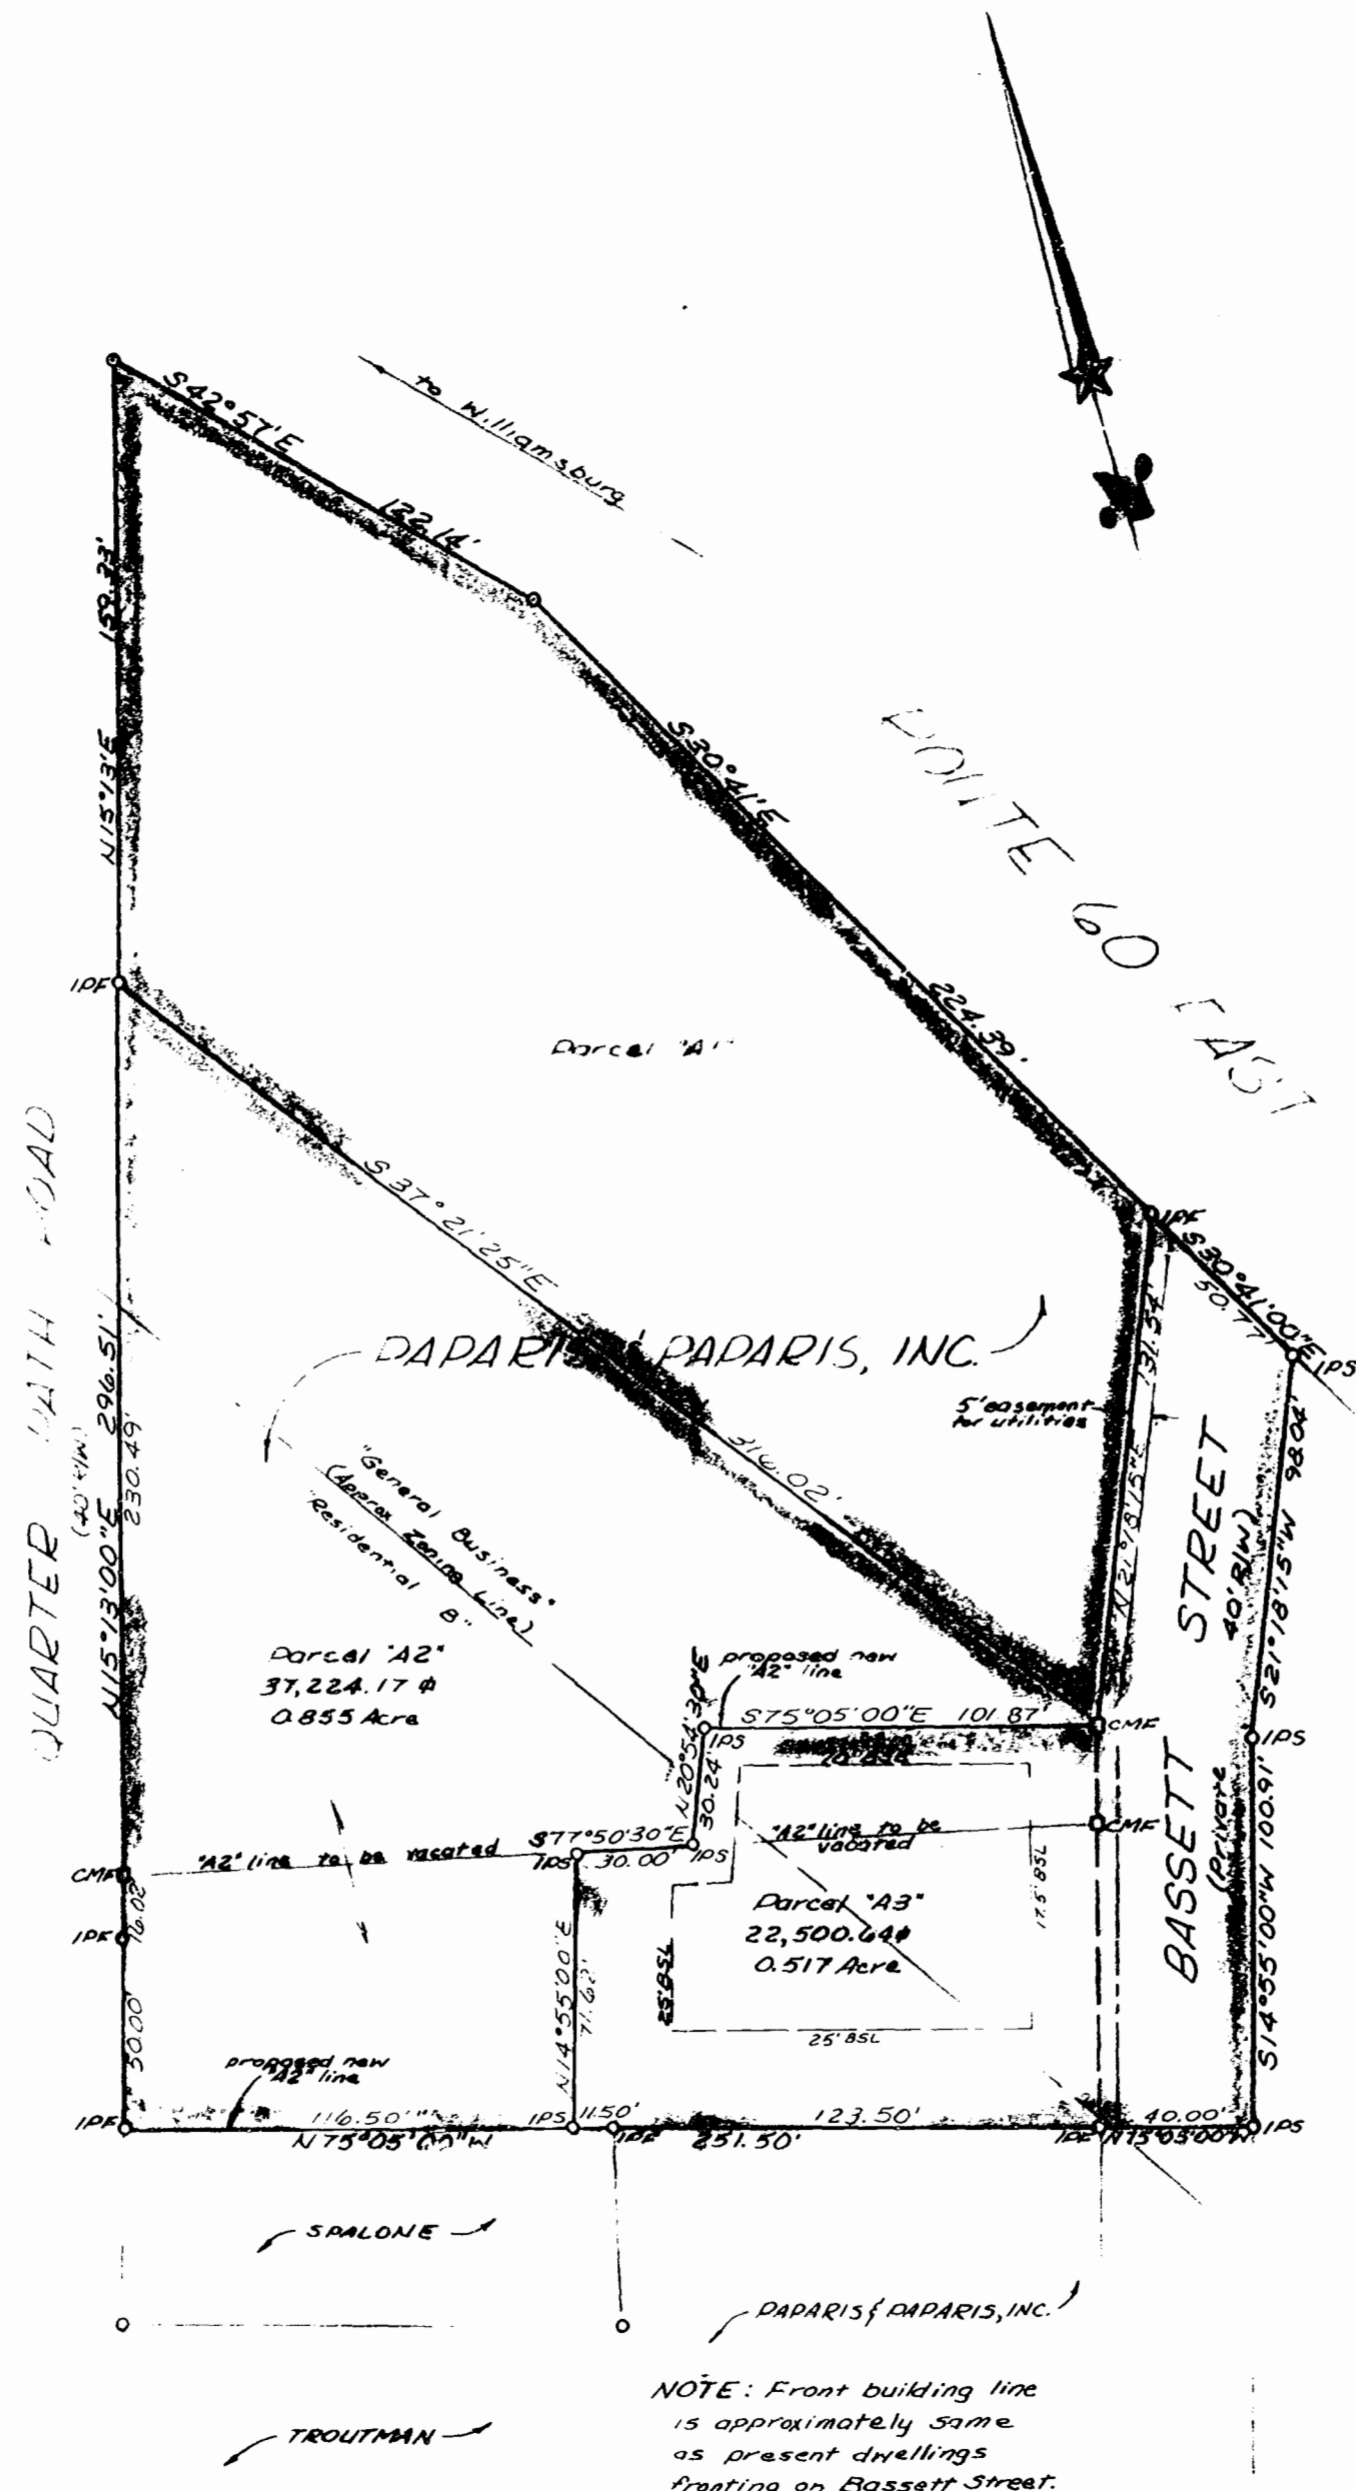 to Williamsburg
S42°57'E
122.14'
N15°13'E 159.23'
S30°41'E
224.39'
ROUTE 60 EAST
IPF
Parcel "A1"
S37°21'25"E
316.02'
QUARTER PATH ROAD
(40' R/W)
N15°13'00"E 296.51'
230.49'
PAPARIS & PAPARIS, INC.
IPF
S30°41'00"E
50.77'
IPS
5' easement
for utilities
N21°18'15"E 131.54'
S21°18'15"W 98.04'
"General Business"
(Approx Zoning Line)
"Residential B"
BASSETT STREET
(Private 40' R/W)
Parcel "A2"
37,224.17 ⌀
0.855 Acre
proposed new
"A2" line
S75°05'00"E 101.87'
CMF
IPS
N20°54'30"E
30.24'
IPS
"A2" line to be vacated
S77°50'30"E
30.00'
IPS
IPS
"A2" line to be
vacated
CMF
CMF
16.02'
IPF
50.00'
Parcel "A3"
22,500.64⌀
0.517 Acre
17.5' BSL
25' BSL
25' BSL
N14°55'00"E
71.62'
S14°55'00"W 100.91'
proposed new
"A2" line
IPF
116.50'
IPS
11.50'
IPF
123.50'
IPF
40.00'
IPS
N75°05'00"W
251.50'
N75°05'00"W
SPALONE
PAPARIS & PAPARIS, INC.
TROUTMAN
NOTE: Front building line
is approximately same
as present dwellings
fronting on Bassett Street.